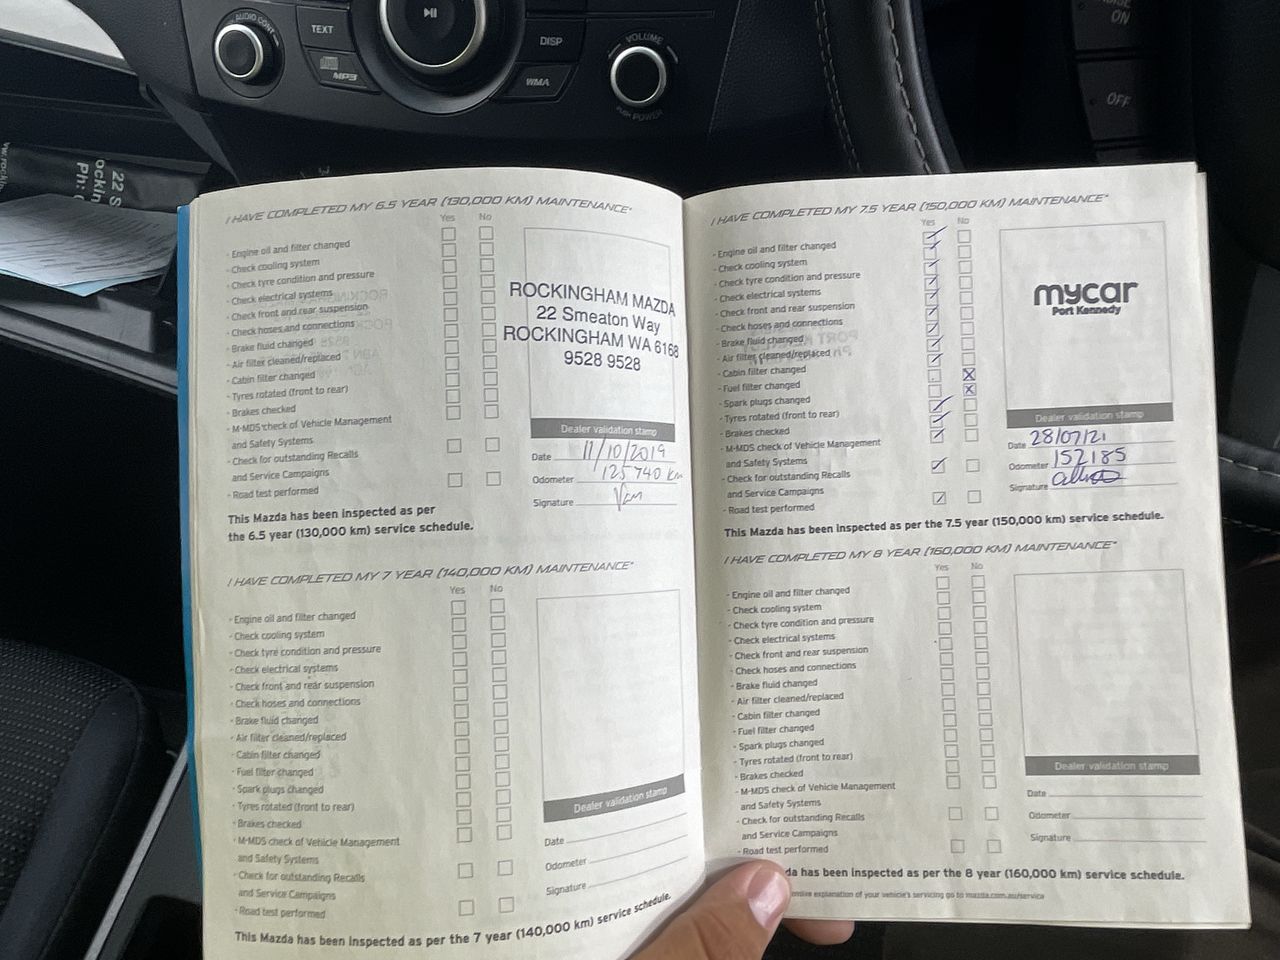 AUDIO CONT
TEXT
MP3
DISP
WMA
VOLUME
PUSH POWER
ON
OFF
22 S
Ph:
I HAVE COMPLETED MY 6.5 YEAR (130,000 KM) MAINTENANCE*
Yes No
- Engine oil and filter changed
- Check cooling system
- Check tyre condition and pressure
- Check electrical systems
- Check front and rear suspension
- Check hoses and connections
- Brake fluid changed
- Air filter cleaned/replaced
- Cabin filter changed
- Tyres rotated (front to rear)
- Brakes checked
- M-MDS check of Vehicle Management
and Safety Systems
- Check for outstanding Recalls
and Service Campaigns
- Road test performed
This Mazda has been inspected as per
the 6.5 year (130,000 km) service schedule.
ROCKINGHAM MAZDA
22 Smeaton Way
ROCKINGHAM WA 6168
9528 9528
Dealer validation stamp
Date 11/10/2019
Odometer 125740 km
Signature
I HAVE COMPLETED MY 7 YEAR (140,000 KM) MAINTENANCE*
Yes No
- Engine oil and filter changed
- Check cooling system
- Check tyre condition and pressure
- Check electrical systems
- Check front and rear suspension
- Check hoses and connections
- Brake fluid changed
- Air filter cleaned/replaced
- Cabin filter changed
- Fuel filter changed
- Spark plugs changed
- Tyres rotated (front to rear)
- Brakes checked
- M-MDS check of Vehicle Management
and Safety Systems
- Check for outstanding Recalls
and Service Campaigns
- Road test performed
This Mazda has been inspected as per the 7 year (140,000 km) service schedule.
Dealer validation stamp
Date
Odometer
Signature
I HAVE COMPLETED MY 7.5 YEAR (150,000 KM) MAINTENANCE*
Yes No
- Engine oil and filter changed
- Check cooling system
- Check tyre condition and pressure
- Check electrical systems
- Check front and rear suspension
- Check hoses and connections
- Brake fluid changed
- Air filter cleaned/replaced
- Cabin filter changed
- Fuel filter changed
- Spark plugs changed
- Tyres rotated (front to rear)
- Brakes checked
- M-MDS check of Vehicle Management
and Safety Systems
- Check for outstanding Recalls
and Service Campaigns
- Road test performed
This Mazda has been inspected as per the 7.5 year (150,000 km) service schedule.
mycar
Port Kennedy
Dealer validation stamp
Date 28/07/21
Odometer 152185
Signature
I HAVE COMPLETED MY 8 YEAR (160,000 KM) MAINTENANCE*
Yes No
- Engine oil and filter changed
- Check cooling system
- Check tyre condition and pressure
- Check electrical systems
- Check front and rear suspension
- Check hoses and connections
- Brake fluid changed
- Air filter cleaned/replaced
- Cabin filter changed
- Fuel filter changed
- Spark plugs changed
- Tyres rotated (front to rear)
- Brakes checked
- M-MDS check of Vehicle Management
and Safety Systems
- Check for outstanding Recalls
and Service Campaigns
- Road test performed
da has been inspected as per the 8 year (160,000 km) service schedule.
explanation of your vehicle's servicing go to mazda.com.au/service
Dealer validation stamp
Date
Odometer
Signature